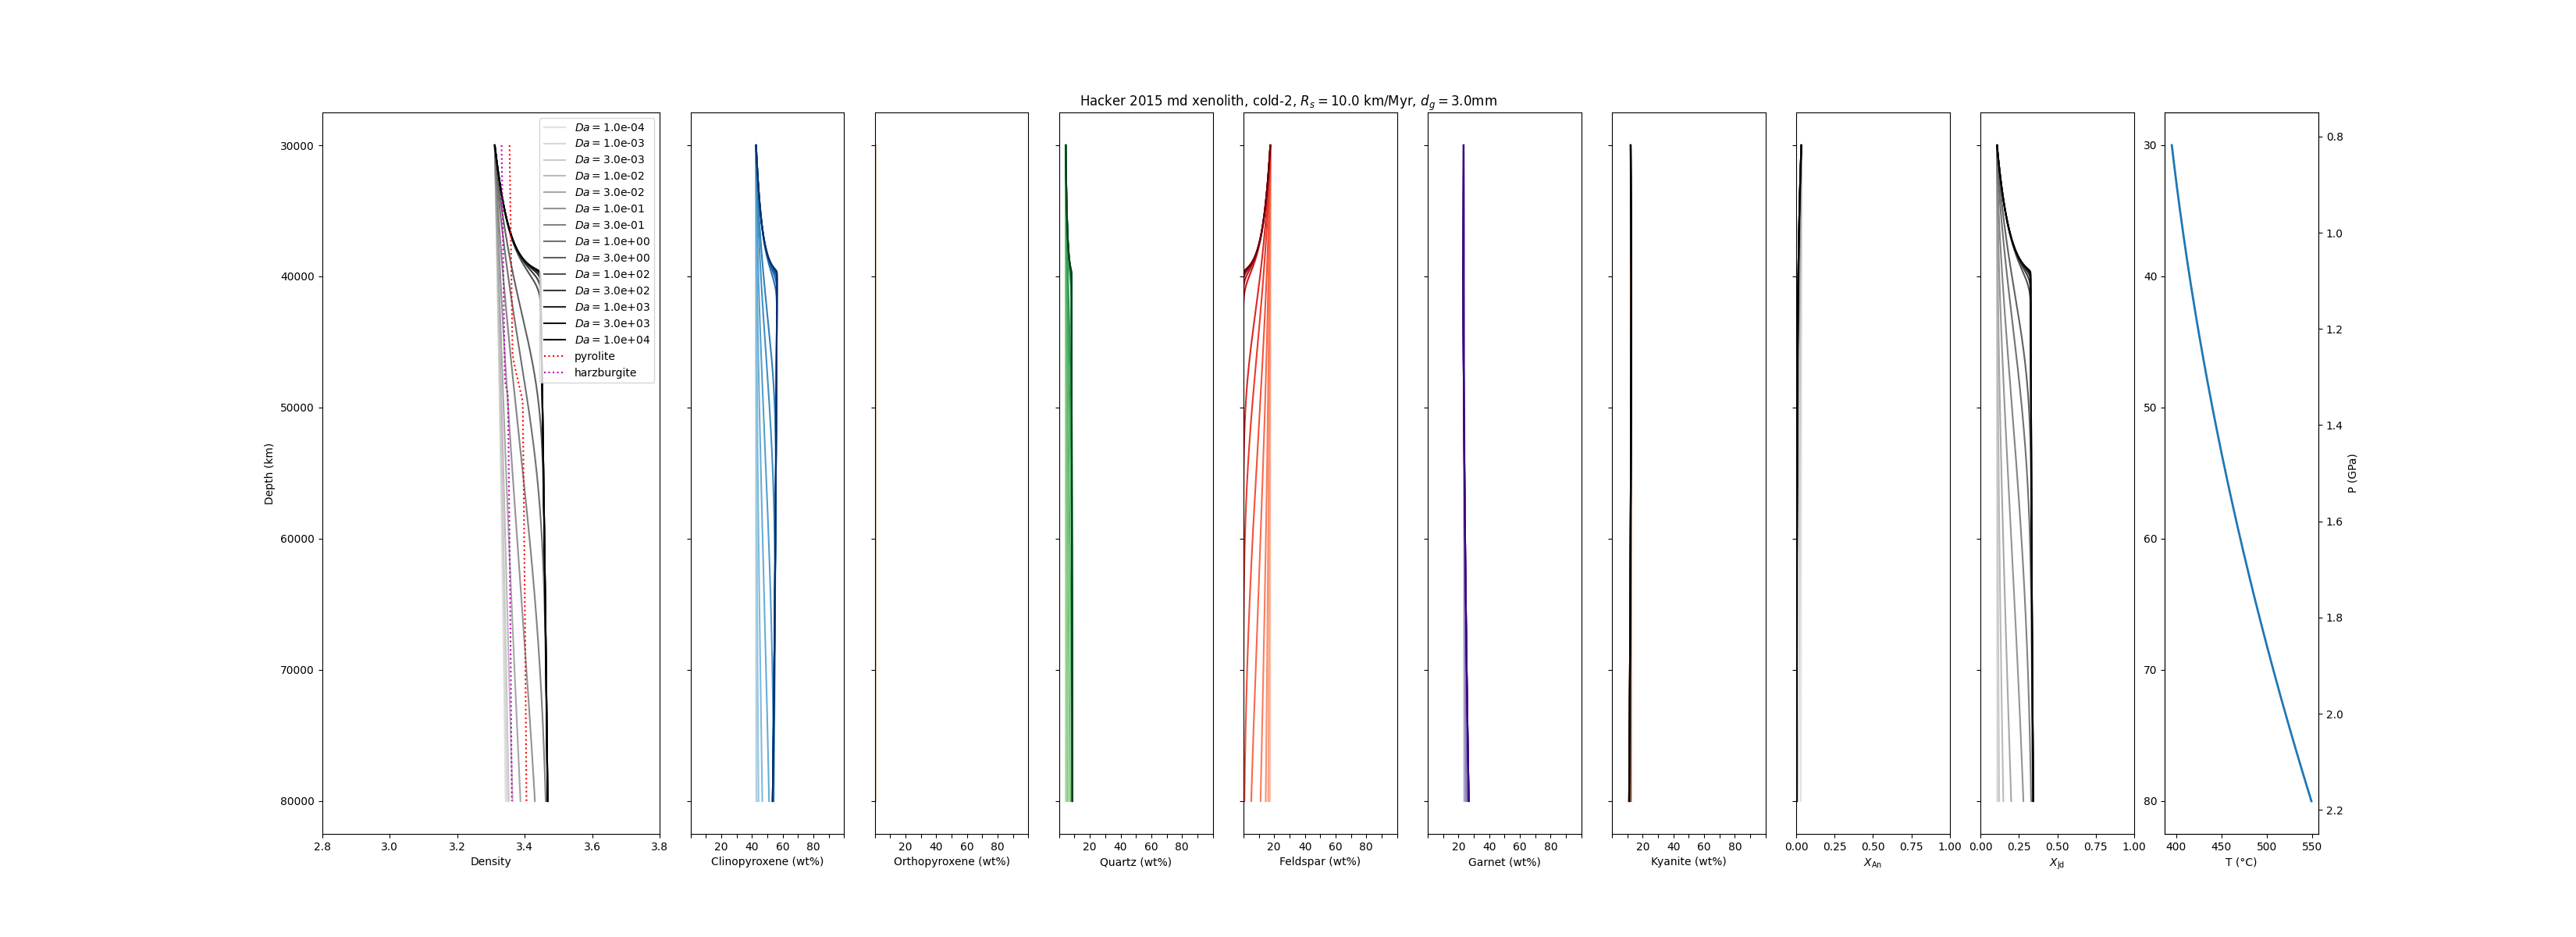 Hacker 2015 md xenolith, cold-2, Rs = 10.0 km/Myr, dg = 3.0mm
Da = 1.0e-04
Da = 1.0e-03
Da = 3.0e-03
Da = 1.0e-02
Da = 3.0e-02
Da = 1.0e-01
Da = 3.0e-01
Da = 1.0e+00
Da = 3.0e+00
Da = 1.0e+02
Da = 3.0e+02
Da = 1.0e+03
Da = 3.0e+03
Da = 1.0e+04
pyrolite
harzburgite
Depth (km)
30000
40000
50000
60000
70000
80000
2.8 3.0 3.2 3.4 3.6 3.8
Density
20 40 60 80
Clinopyroxene (wt%)
20 40 60 80
Orthopyroxene (wt%)
20 40 60 80
Quartz (wt%)
20 40 60 80
Feldspar (wt%)
20 40 60 80
Garnet (wt%)
20 40 60 80
Kyanite (wt%)
0.00 0.25 0.50 0.75 1.00
XAn
0.00 0.25 0.50 0.75 1.00
XJd
30
40
50
60
70
80
400 450 500 550
T (°C)
0.8
1.0
1.2
1.4
1.6
1.8
2.0
2.2
P (GPa)